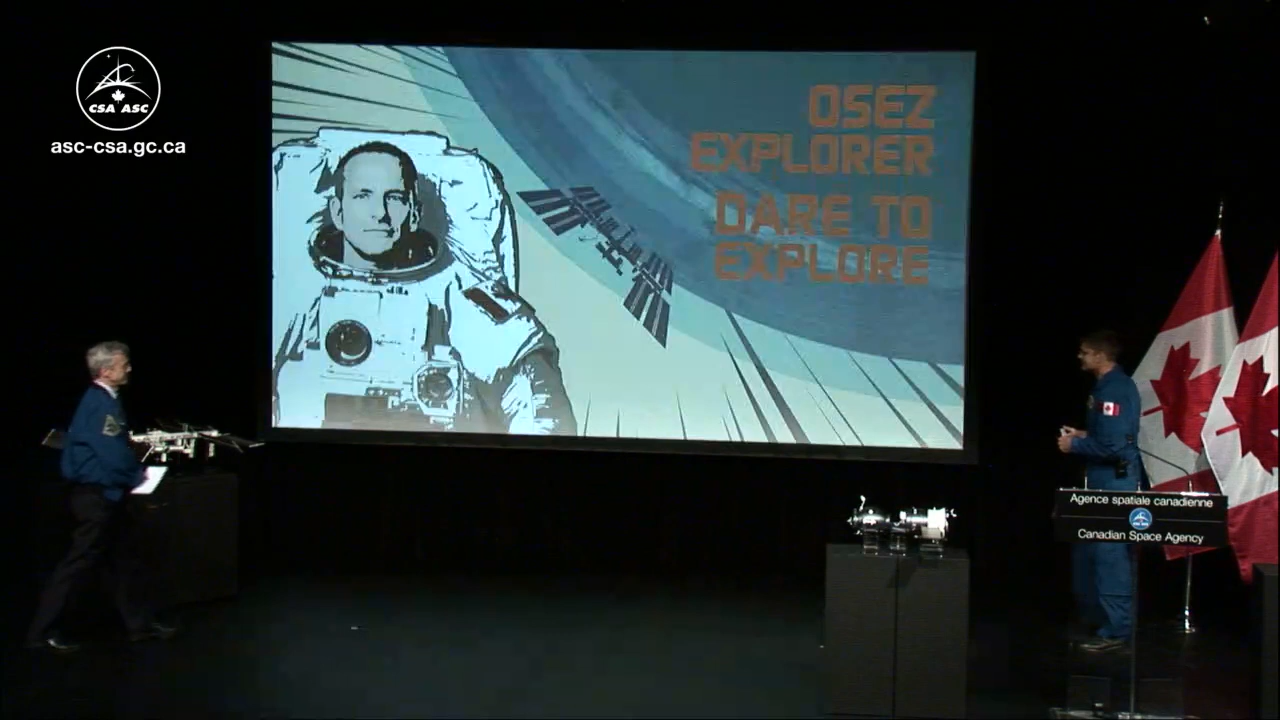 CSA ASC
asc-csa.gc.ca
OSEZ
EXPLORER
DARE TO
EXPLORE
Agence spatiale canadienne
Canadian Space Agency